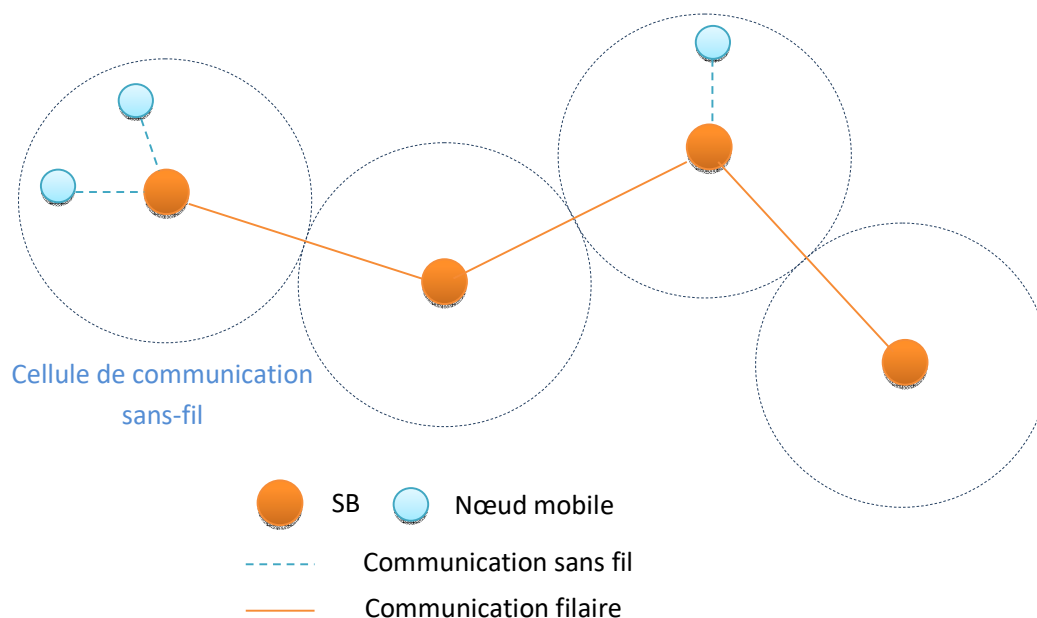 Cellule de communication
sans-fil
SB Nœud mobile
Communication sans fil
Communication filaire